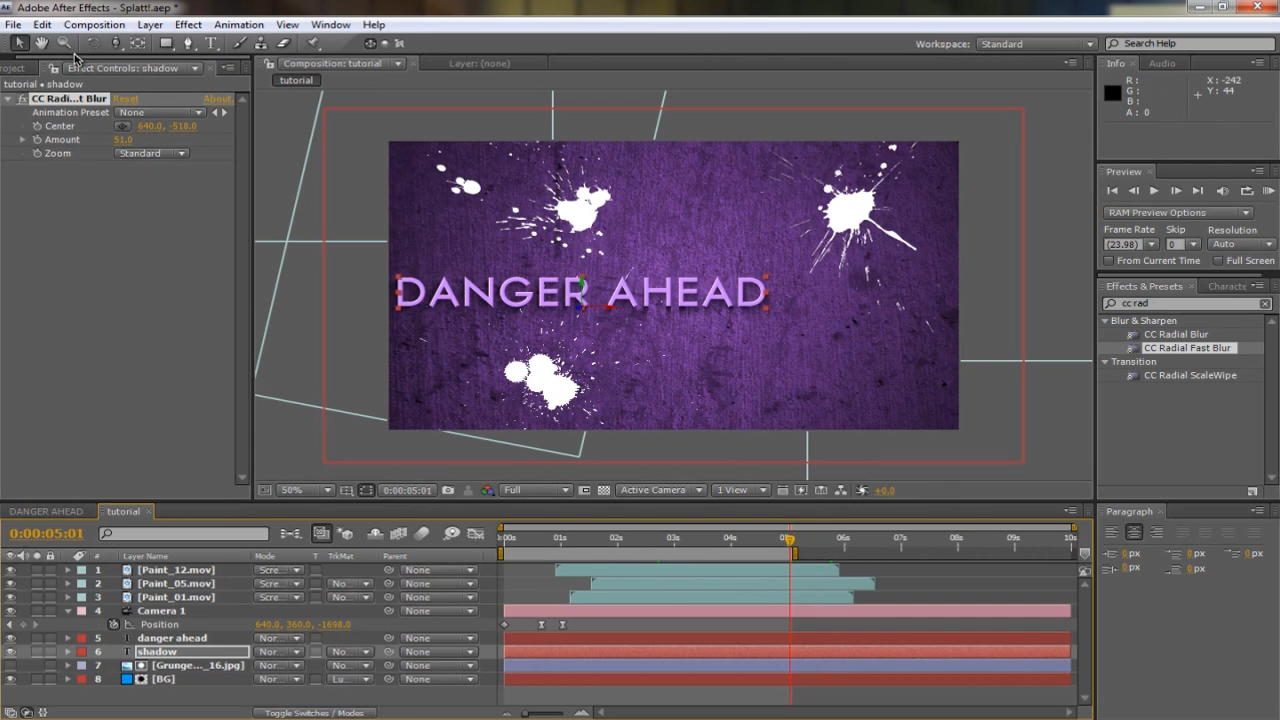 Adobe After Effects - Splatt!.aep *
File Edit Composition Layer Effect Animation View Window Help
Workspace: Standard
Search Help
roject
Effect Controls: shadow
tutorial • shadow
fx CC Radi...t Blur Reset About.
Animation Preset None
Center 640.0, -518.0
Amount 51.0
Zoom Standard
Composition: tutorial
Layer: (none)
tutorial
DANGER AHEAD
50%
0:00:05:01
Full
Active Camera
1 View
+0.0
Info Audio
R :
G :
B :
A : 0
X : -242
Y : 44
Preview
RAM Preview Options
Frame Rate Skip Resolution
(23.98) 0 Auto
From Current Time Full Screen
Effects & Presets Characte
cc rad
Blur & Sharpen
CC Radial Blur
CC Radial Fast Blur
Transition
CC Radial ScaleWipe
Paragraph
0 px 0 px 0 px
0 px 0 px
DANGER AHEAD tutorial
0:00:05:01
:00s 01s 02s 03s 04s 06s 07s 08s 09s 10s
# Layer Name Mode T TrkMat Parent
1 [Paint_12.mov] Scre... None
2 [Paint_05.mov] Scre... No... None
3 [Paint_01.mov] Scre... No... None
4 Camera 1 None
Position 640.0, 360.0, -1698.0
5 T danger ahead Nor... No... None
6 T shadow Nor... No... None
7 [Grunge..._16.jpg] Nor... No... None
8 [BG] Nor... Lu... None
Toggle Switches / Modes